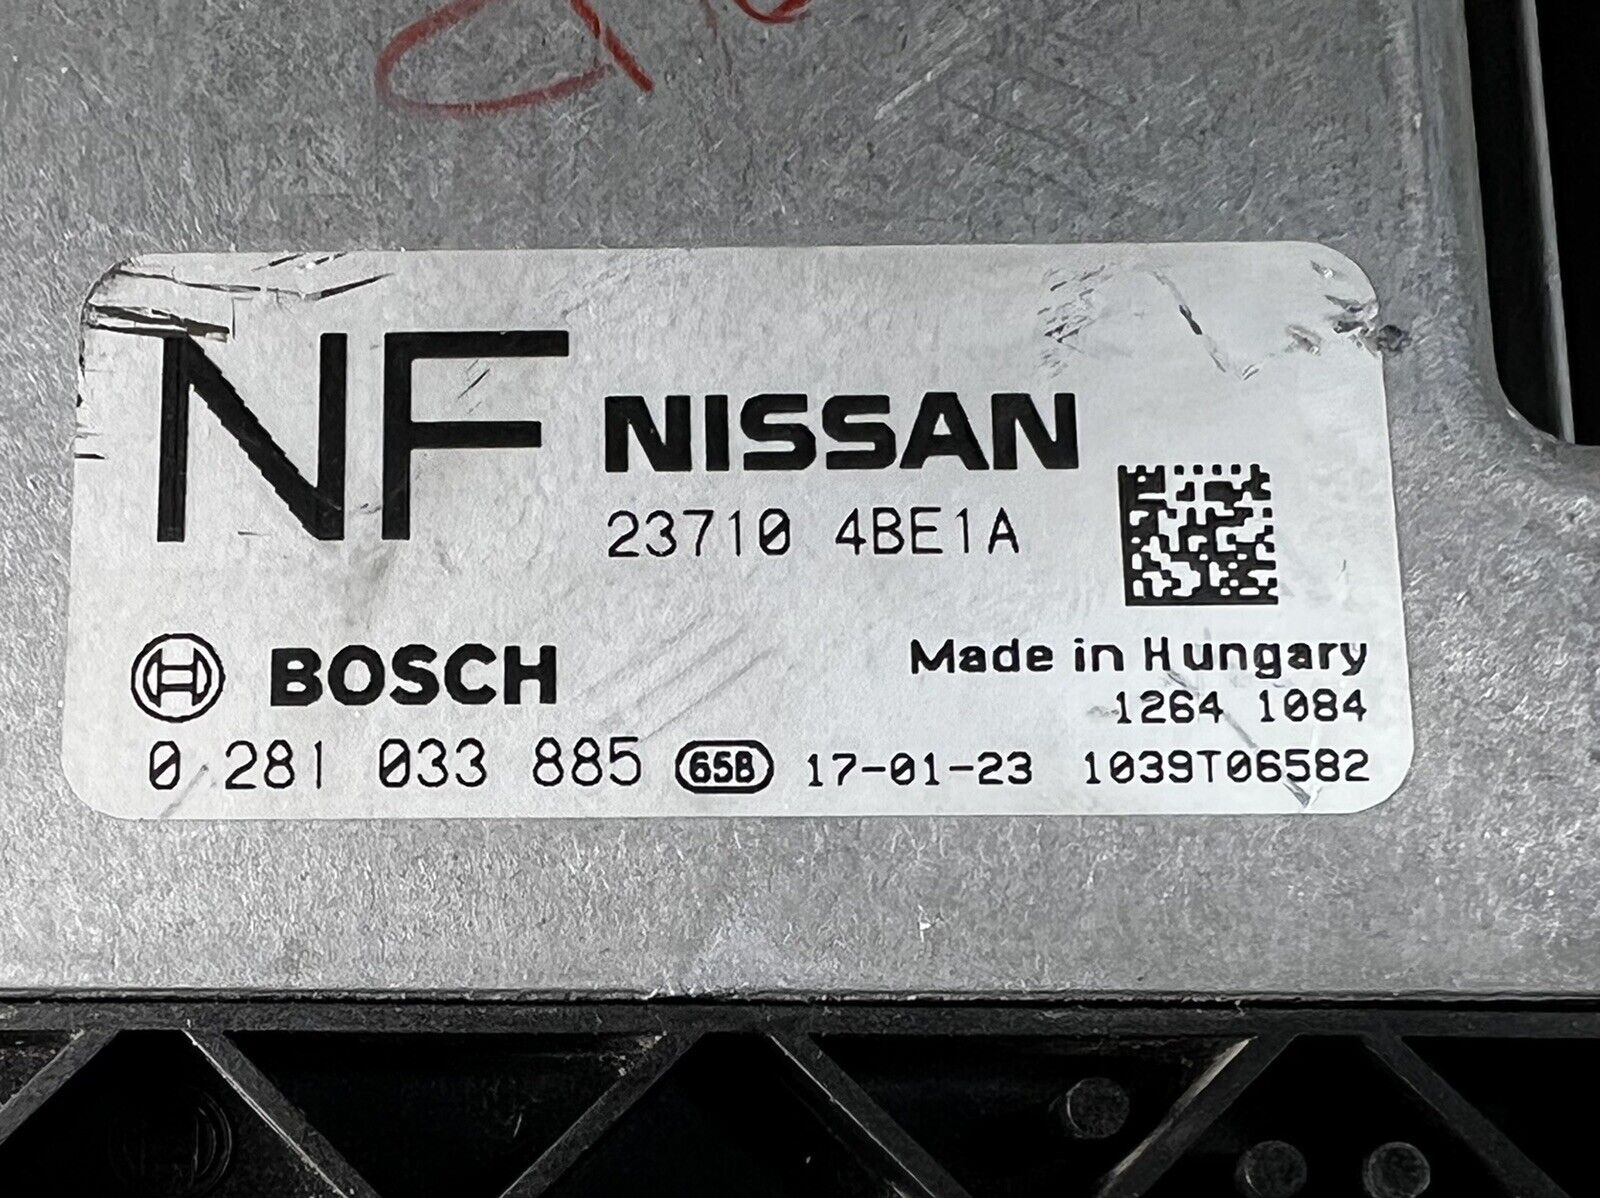 NF NISSAN
23710 4BE1A
BOSCH
Made in Hungary
1264 1084
0 281 033 885 65B 17-01-23 1039T06582